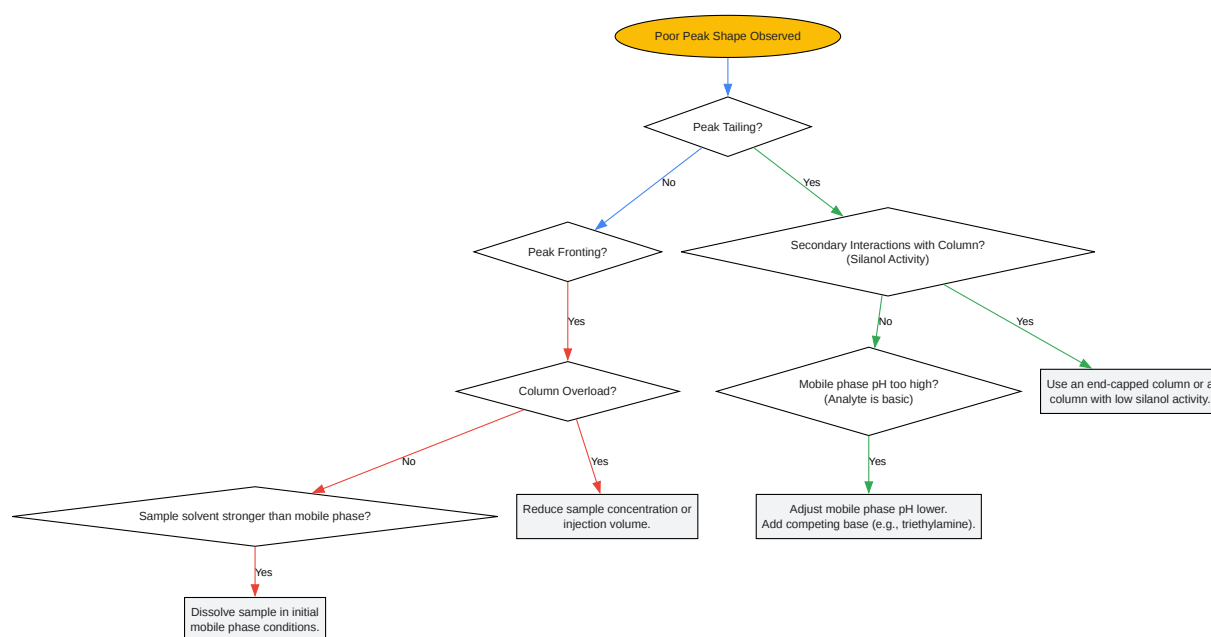 Poor Peak Shape Observed
Peak Tailing?
No
Yes
Peak Fronting?
Secondary Interactions with Column?
(Silanol Activity)
Yes
No
Yes
Column Overload?
Mobile phase pH too high?
(Analyte is basic)
Use an end-capped column or a
column with low silanol activity.
No
Yes
Yes
Sample solvent stronger than mobile phase?
Reduce sample concentration or
injection volume.
Adjust mobile phase pH lower.
Add competing base (e.g., triethylamine).
Yes
Dissolve sample in initial
mobile phase conditions.